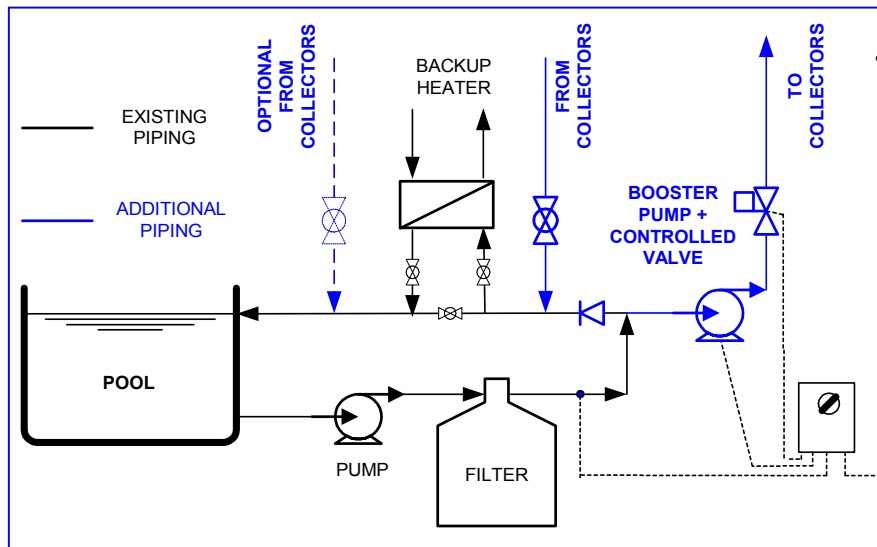 OPTIONAL
FROM
COLLECTORS
BACKUP
HEATER
FROM
COLLECTORS
TO
COLLECTORS
EXISTING
PIPING
ADDITIONAL
PIPING
BOOSTER
PUMP +
CONTROLLED
VALVE
POOL
PUMP
FILTER